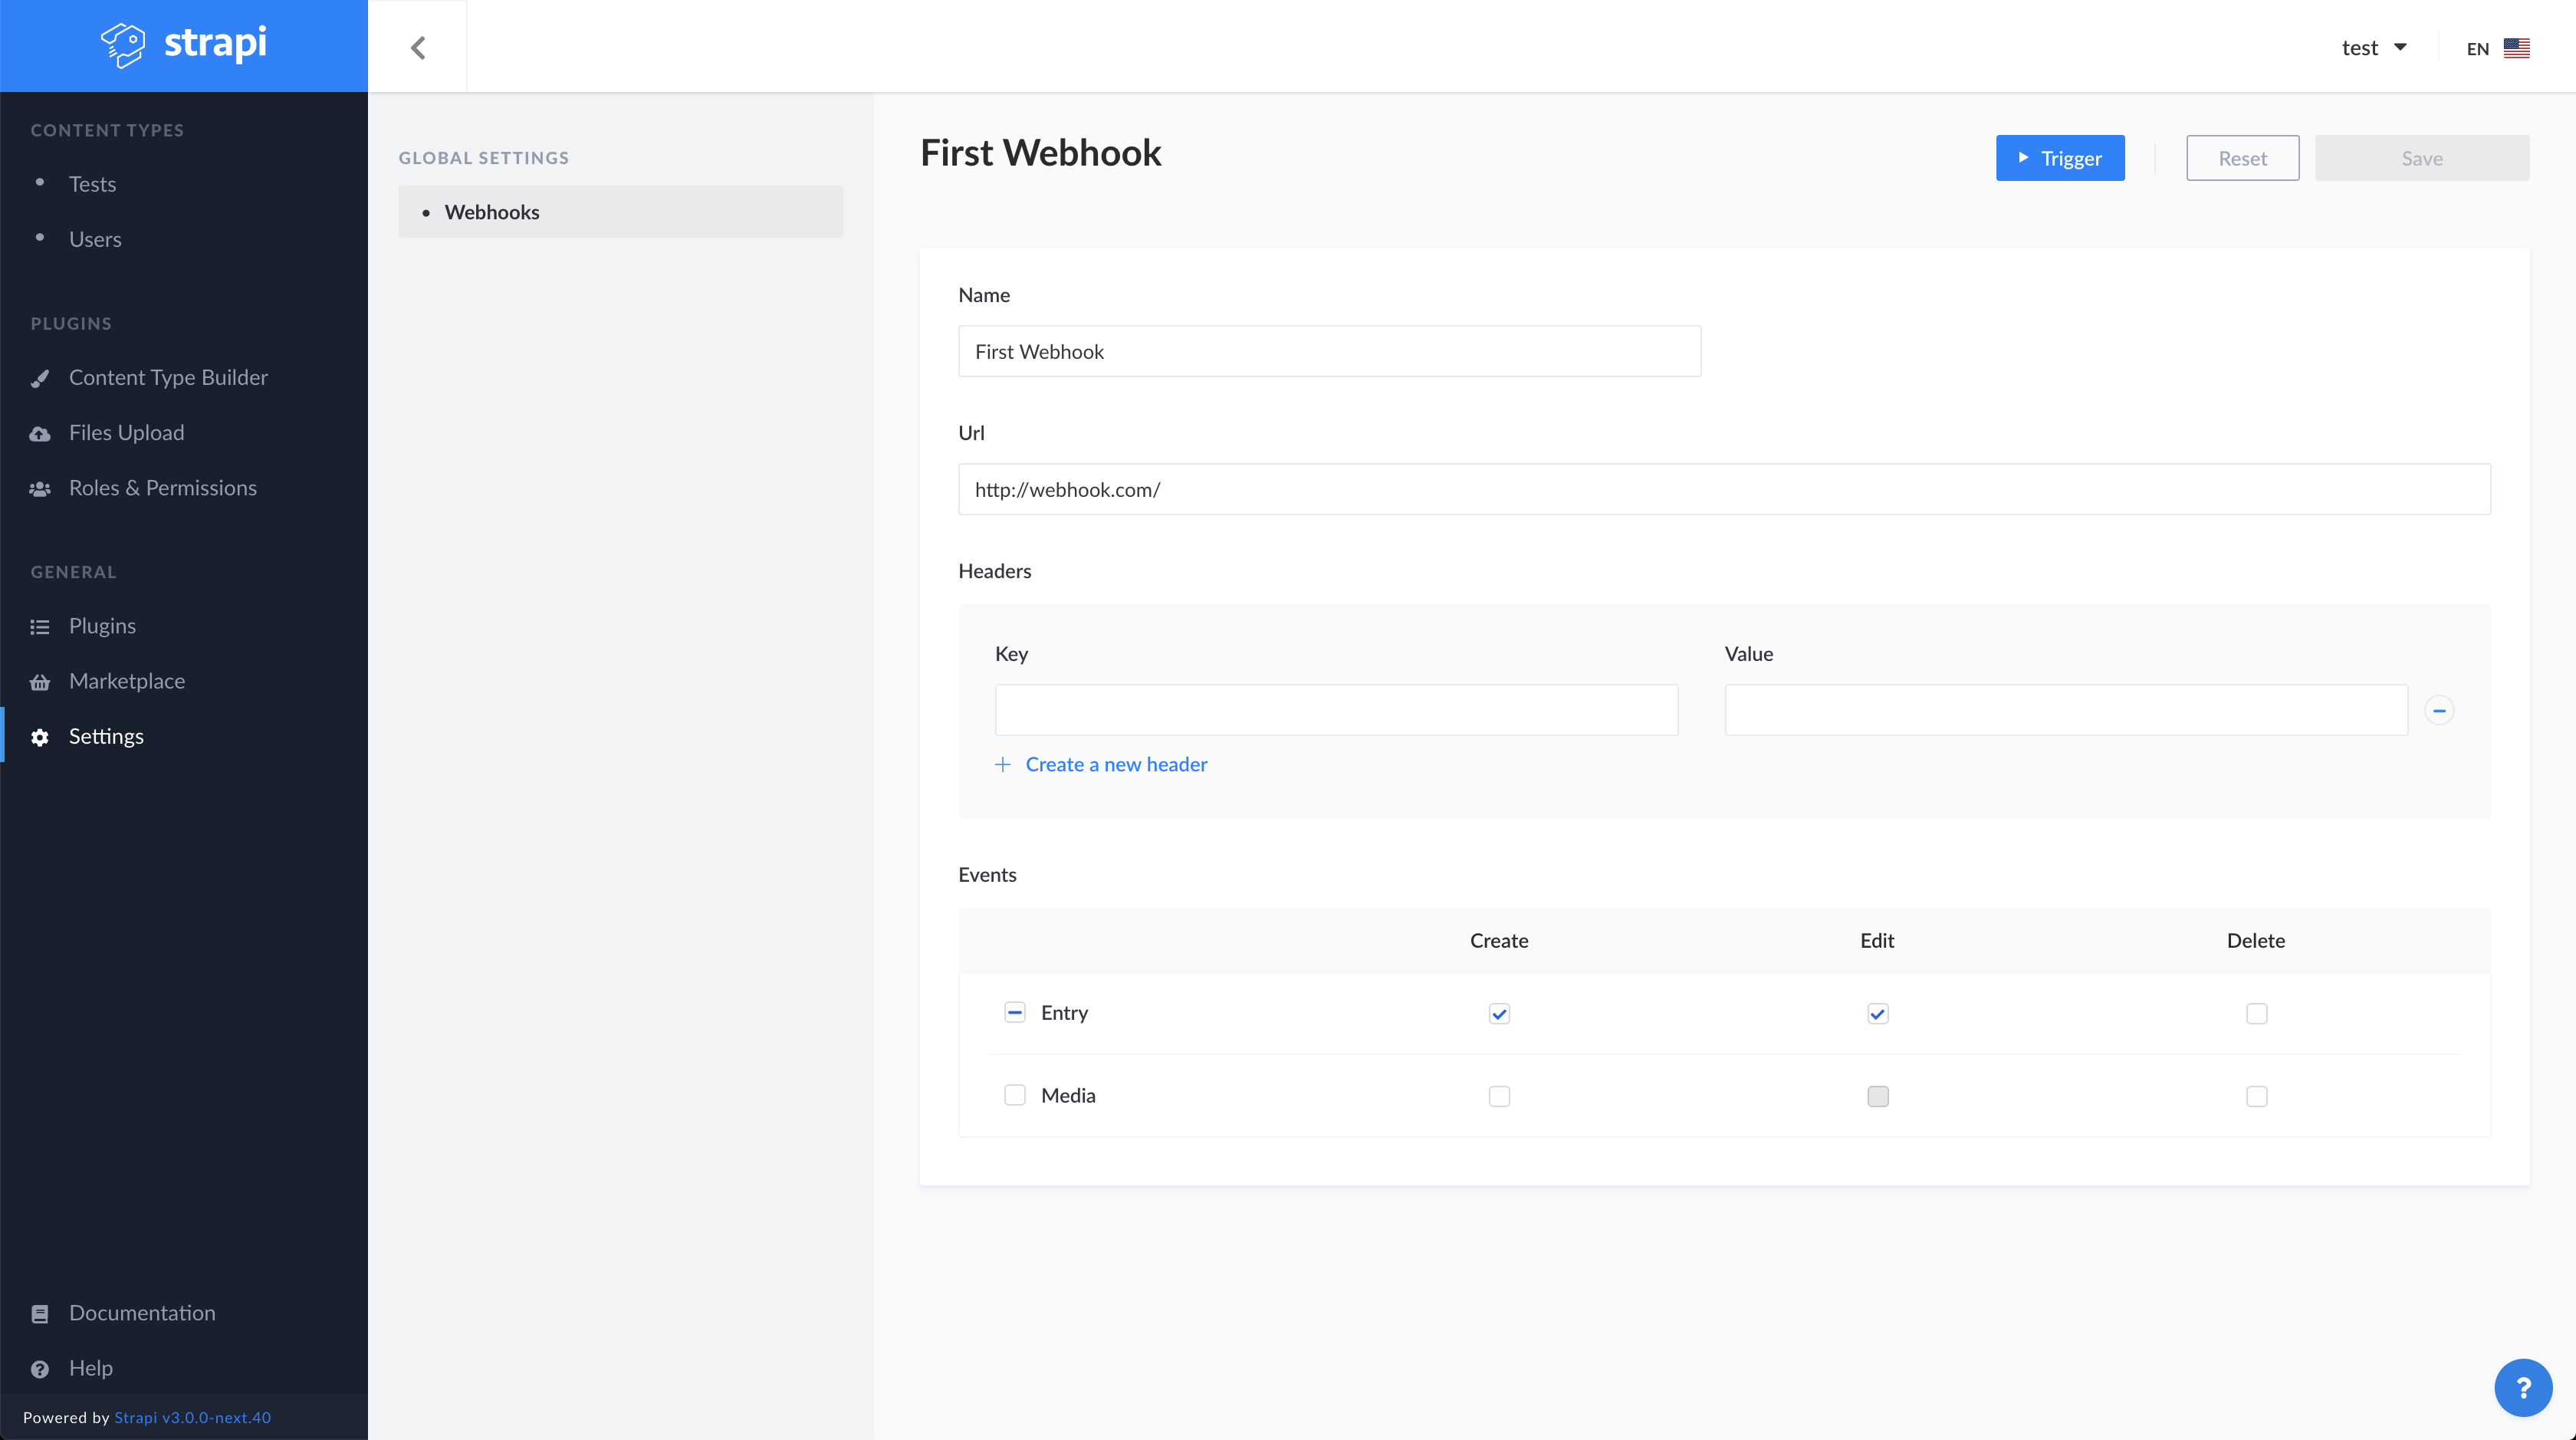 strapi
test
EN
CONTENT TYPES
Tests
Users
PLUGINS
Content Type Builder
Files Upload
Roles & Permissions
GENERAL
Plugins
Marketplace
Settings
Documentation
Help
Powered by Strapi v3.0.0-next.40
GLOBAL SETTINGS
Webhooks
First Webhook
Trigger
Reset
Save
Name
First Webhook
Url
http://webhook.com/
Headers
Key Value
+ Create a new header
Events
Create Edit Delete
Entry
Media
?